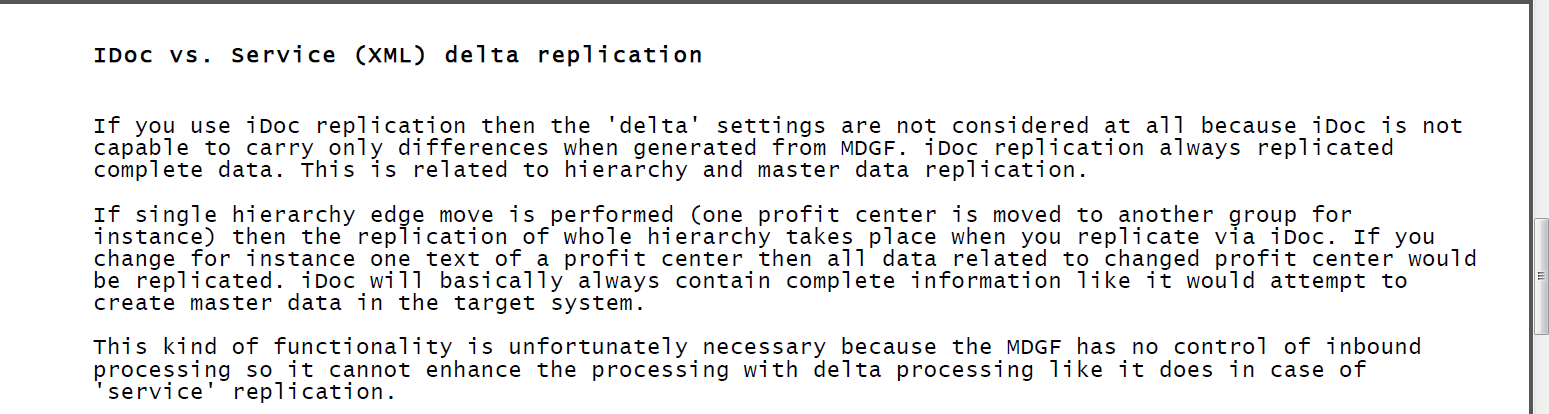 IDoc vs. Service (XML) delta replication
If you use iDoc replication then the 'delta' settings are not considered at all because iDoc is not
capable to carry only differences when generated from MDGF. iDoc replication always replicated
complete data. This is related to hierarchy and master data replication.
If single hierarchy edge move is performed (one profit center is moved to another group for
instance) then the replication of whole hierarchy takes place when you replicate via iDoc. If you
change for instance one text of a profit center then all data related to changed profit center would
be replicated. iDoc will basically always contain complete information like it would attempt to
create master data in the target system.
This kind of functionality is unfortunately necessary because the MDGF has no control of inbound
processing so it cannot enhance the processing with delta processing like it does in case of
'service' replication.